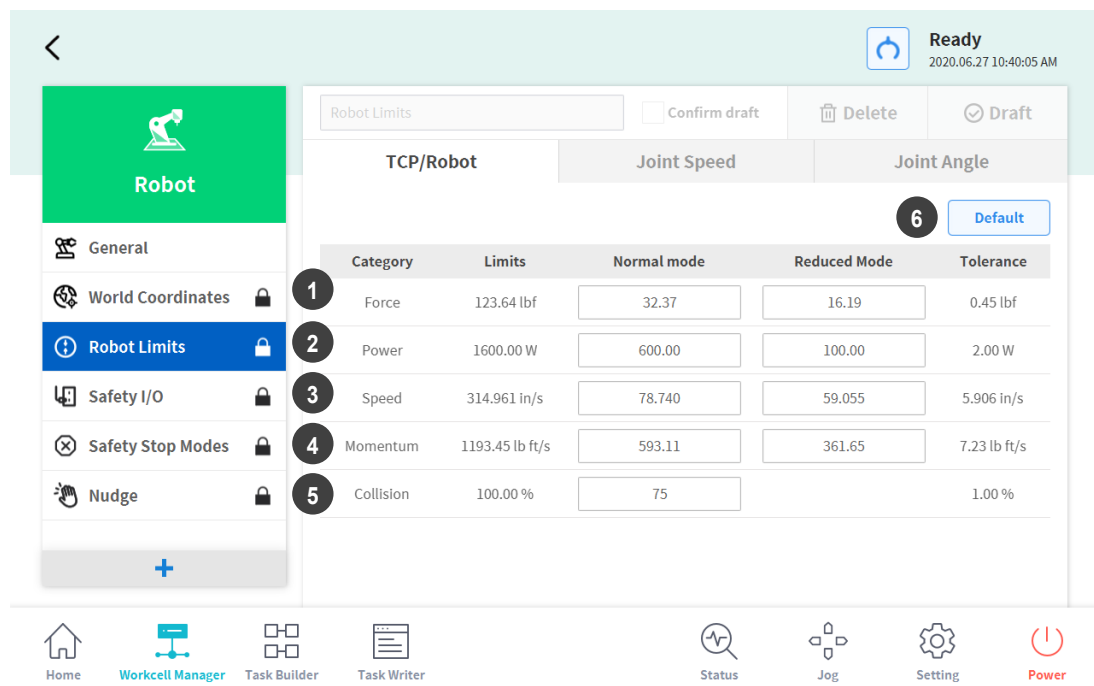 Ready
2020.06.27 10:40:05 AM
Robot
General
World Coordinates
Robot Limits
Safety I/O
Safety Stop Modes
Nudge
+
Robot Limits
Confirm draft
Delete
Draft
TCP/Robot
Joint Speed
Joint Angle
6
Default
Category Limits Normal mode Reduced Mode Tolerance
1 Force 123.64 lbf 32.37 16.19 0.45 lbf
2 Power 1600.00 W 600.00 100.00 2.00 W
3 Speed 314.961 in/s 78.740 59.055 5.906 in/s
4 Momentum 1193.45 lb ft/s 593.11 361.65 7.23 lb ft/s
5 Collision 100.00 % 75 1.00 %
Home
Workcell Manager
Task Builder
Task Writer
Status
Jog
Setting
Power